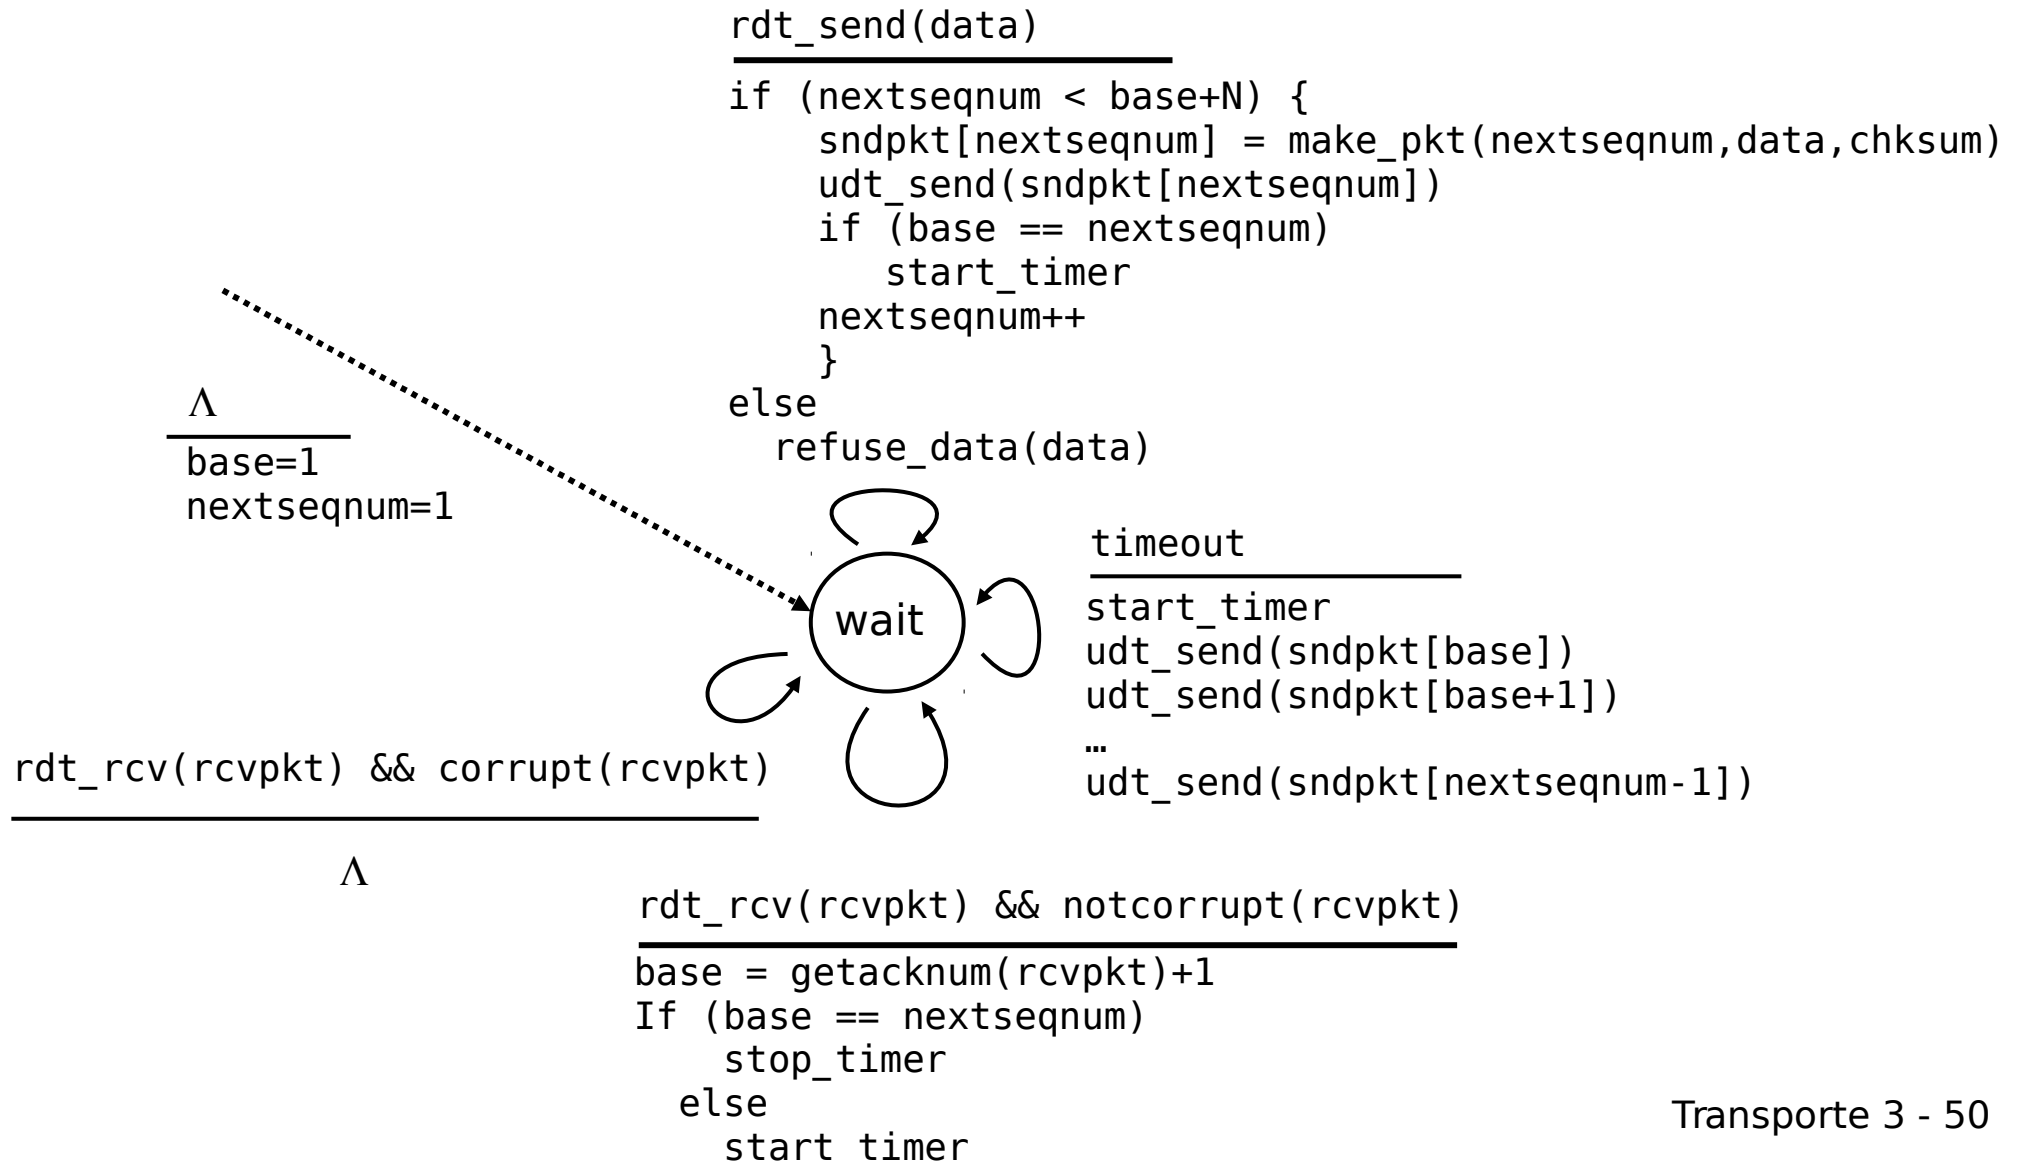 rdt_send(data)
if (nextseqnum < base+N) {
sndpkt[nextseqnum] = make_pkt(nextseqnum,data,chksum)
udt_send(sndpkt[nextseqnum])
if (base == nextseqnum)
start_timer
nextseqnum++
}
else
refuse_data(data)
Λ
base=1
nextseqnum=1
wait
timeout
start_timer
udt_send(sndpkt[base])
udt_send(sndpkt[base+1])
…
udt_send(sndpkt[nextseqnum-1])
rdt_rcv(rcvpkt) && corrupt(rcvpkt)
Λ
rdt_rcv(rcvpkt) && notcorrupt(rcvpkt)
base = getacknum(rcvpkt)+1
If (base == nextseqnum)
stop_timer
else
start timer
Transporte 3 - 50